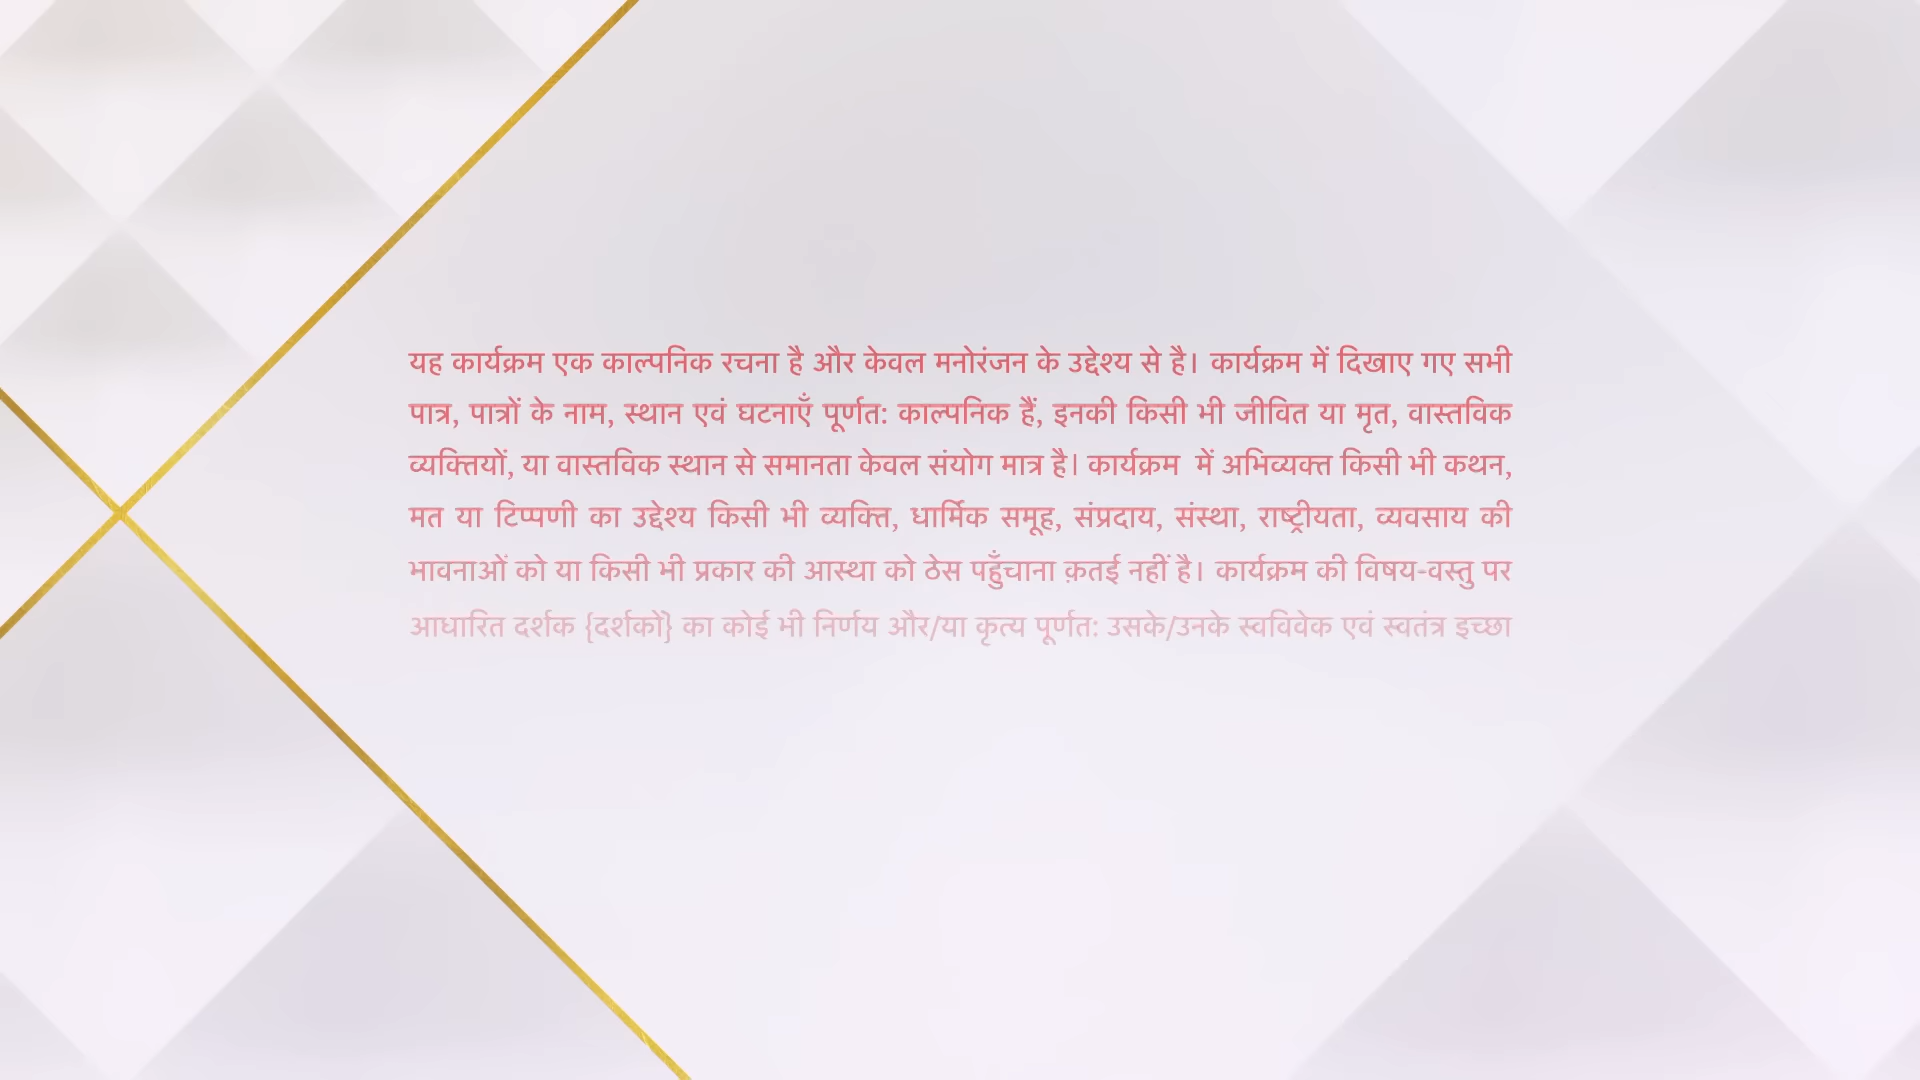 यह कार्यक्रम एक काल्पनिक रचना है और केवल मनोरंजन के उद्देश्य से है। कार्यक्रम में दिखाए गए सभी
पात्र, पात्रों के नाम, स्थान एवं घटनाएँ पूर्णत: काल्पनिक हैं, इनकी किसी भी जीवित या मृत, वास्तविक
व्यक्तियों, या वास्तविक स्थान से समानता केवल संयोग मात्र है। कार्यक्रम में अभिव्यक्त किसी भी कथन,
मत या टिप्पणी का उद्देश्य किसी भी व्यक्ति, धार्मिक समूह, संप्रदाय, संस्था, राष्ट्रीयता, व्यवसाय की
भावनाओं को या किसी भी प्रकार की आस्था को ठेस पहुँचाना क़तई नहीं है। कार्यक्रम की विषय-वस्तु पर
आधारित दर्शक {दर्शकों} का कोई भी निर्णय और/या कृत्य पूर्णत: उसके/उनके स्वविवेक एवं स्वतंत्र इच्छा